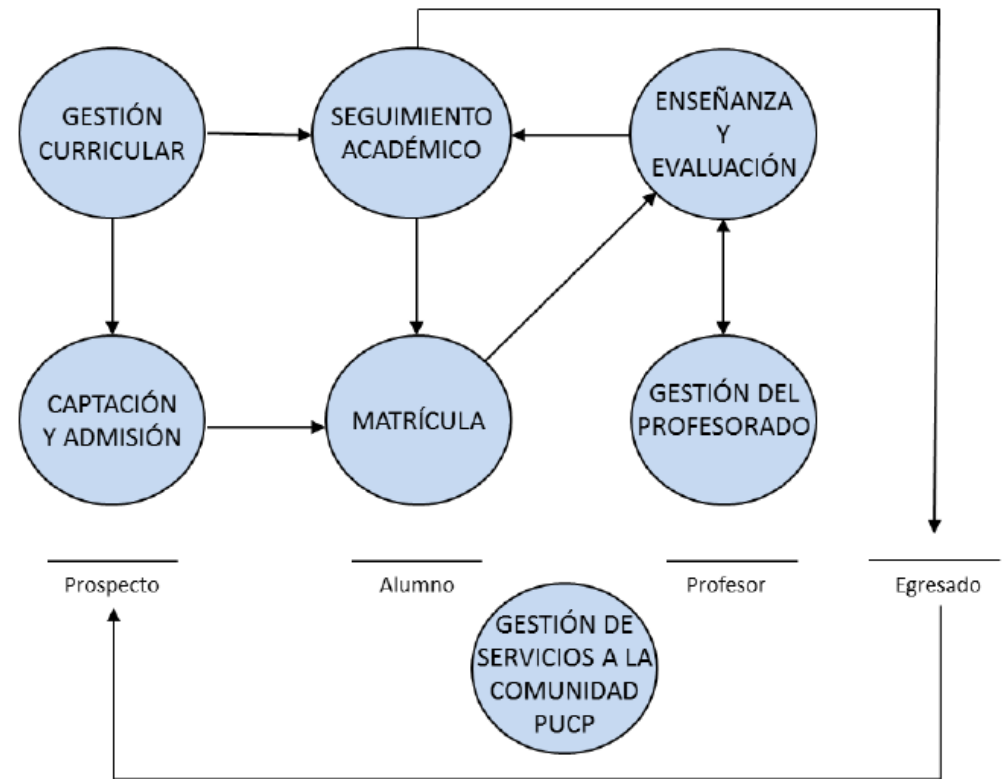 GESTIÓN
CURRICULAR
SEGUIMIENTO
ACADÉMICO
ENSEÑANZA
Y
EVALUACIÓN
CAPTACIÓN
Y ADMISIÓN
MATRÍCULA
GESTIÓN DEL
PROFESORADO
Prospecto
Alumno
Profesor
Egresado
GESTIÓN DE
SERVICIOS A LA
COMUNIDAD
PUCP